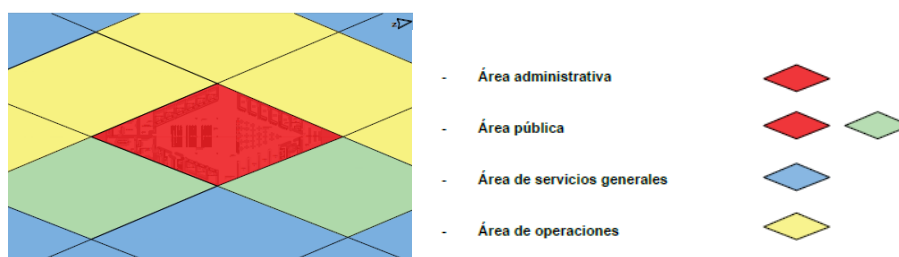 - Área administrativa
- Área pública
- Área de servicios generales
- Área de operaciones